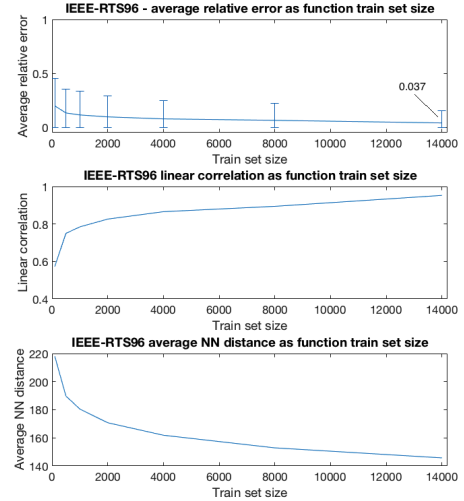 IEEE-RTS96 - average relative error as function train set size
Average relative error
1
0.5
0
0.037
0 2000 4000 6000 8000 10000 12000 14000
Train set size
IEEE-RTS96 linear correlation as function train set size
Linear correlation
1
0.8
0.6
0.4
0 2000 4000 6000 8000 10000 12000 14000
Train set size
IEEE-RTS96 average NN distance as function train set size
Average NN distance
220
200
180
160
140
0 2000 4000 6000 8000 10000 12000 14000
Train set size